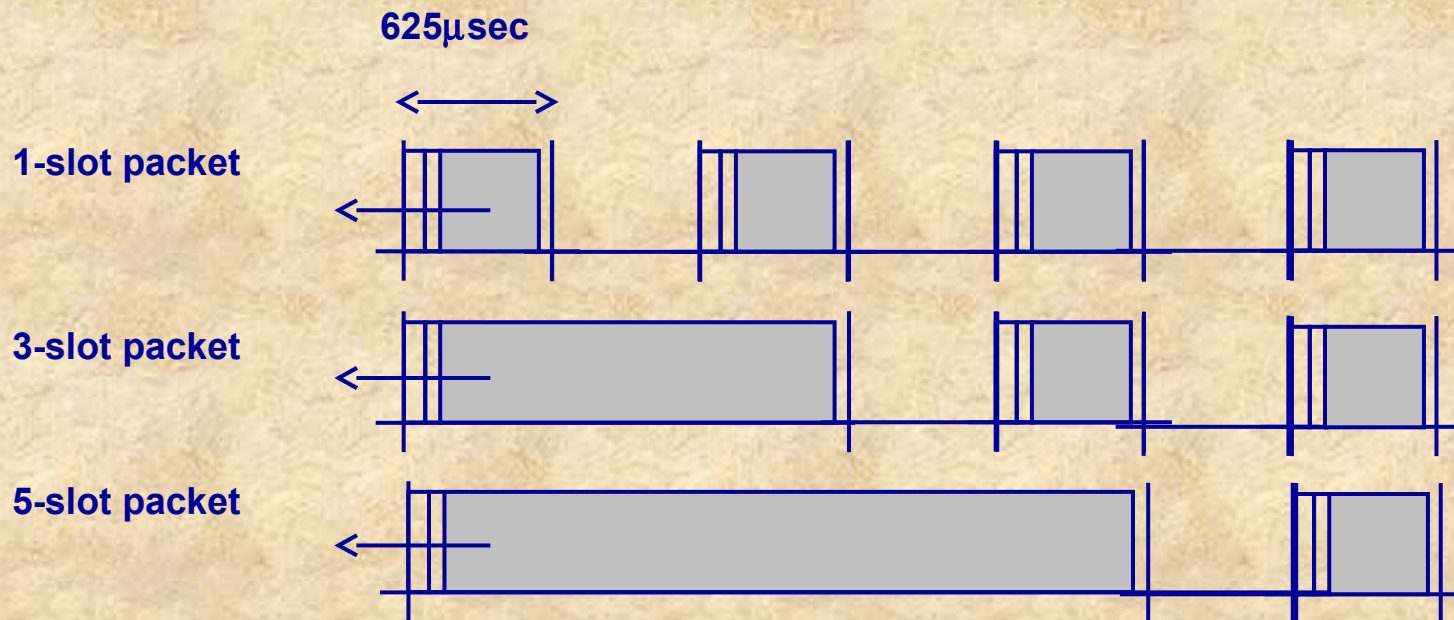 625μsec
1-slot packet
3-slot packet
5-slot packet